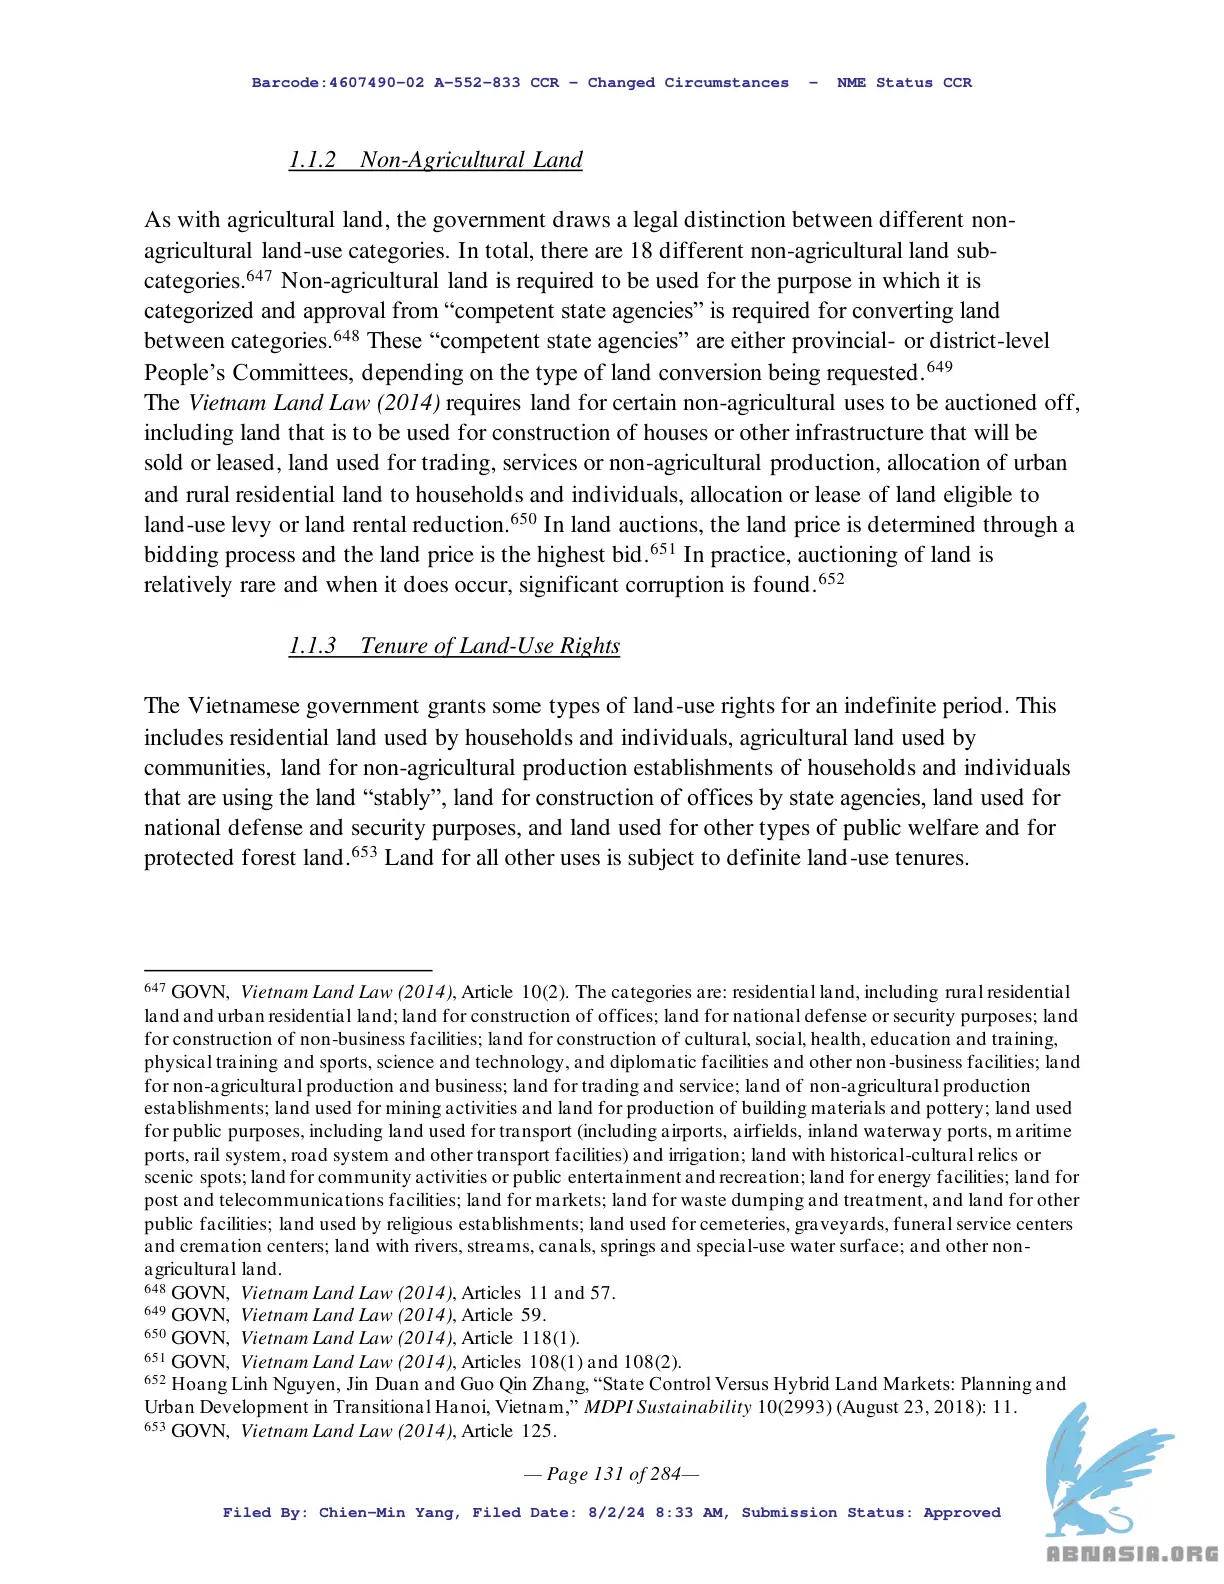 Barcode:4607490-02 A-552-833 CCR - Changed Circumstances - NME Status CCR
1.1.2 Non-Agricultural Land
As with agricultural land, the government draws a legal distinction between different non-
agricultural land-use categories. In total, there are 18 different non-agricultural land sub-
categories.647 Non-agricultural land is required to be used for the purpose in which it is
categorized and approval from “competent state agencies” is required for converting land
between categories.648 These “competent state agencies” are either provincial- or district-level
People’s Committees, depending on the type of land conversion being requested.649
The Vietnam Land Law (2014) requires land for certain non-agricultural uses to be auctioned off,
including land that is to be used for construction of houses or other infrastructure that will be
sold or leased, land used for trading, services or non-agricultural production, allocation of urban
and rural residential land to households and individuals, allocation or lease of land eligible to
land-use levy or land rental reduction.650 In land auctions, the land price is determined through a
bidding process and the land price is the highest bid.651 In practice, auctioning of land is
relatively rare and when it does occur, significant corruption is found.652
1.1.3 Tenure of Land-Use Rights
The Vietnamese government grants some types of land-use rights for an indefinite period. This
includes residential land used by households and individuals, agricultural land used by
communities, land for non-agricultural production establishments of households and individuals
that are using the land “stably”, land for construction of offices by state agencies, land used for
national defense and security purposes, and land used for other types of public welfare and for
protected forest land.653 Land for all other uses is subject to definite land-use tenures.
647 GOVN, Vietnam Land Law (2014), Article 10(2). The categories are: residential land, including rural residential
land and urban residential land; land for construction of offices; land for national defense or security purposes; land
for construction of non-business facilities; land for construction of cultural, social, health, education and training,
physical training and sports, science and technology, and diplomatic facilities and other non-business facilities; land
for non-agricultural production and business; land for trading and service; land of non-agricultural production
establishments; land used for mining activities and land for production of building materials and pottery; land used
for public purposes, including land used for transport (including airports, airfields, inland waterway ports, maritime
ports, rail system, road system and other transport facilities) and irrigation; land with historical-cultural relics or
scenic spots; land for community activities or public entertainment and recreation; land for energy facilities; land for
post and telecommunications facilities; land for markets; land for waste dumping and treatment, and land for other
public facilities; land used by religious establishments; land used for cemeteries, graveyards, funeral service centers
and cremation centers; land with rivers, streams, canals, springs and special-use water surface; and other non-
agricultural land.
648 GOVN, Vietnam Land Law (2014), Articles 11 and 57.
649 GOVN, Vietnam Land Law (2014), Article 59.
650 GOVN, Vietnam Land Law (2014), Article 118(1).
651 GOVN, Vietnam Land Law (2014), Articles 108(1) and 108(2).
652 Hoang Linh Nguyen, Jin Duan and Guo Qin Zhang, “State Control Versus Hybrid Land Markets: Planning and
Urban Development in Transitional Hanoi, Vietnam,” MDPI Sustainability 10(2993) (August 23, 2018): 11.
653 GOVN, Vietnam Land Law (2014), Article 125.
— Page 131 of 284—
Filed By: Chien-Min Yang, Filed Date: 8/2/24 8:33 AM, Submission Status: Approved
ABNASIA.ORG